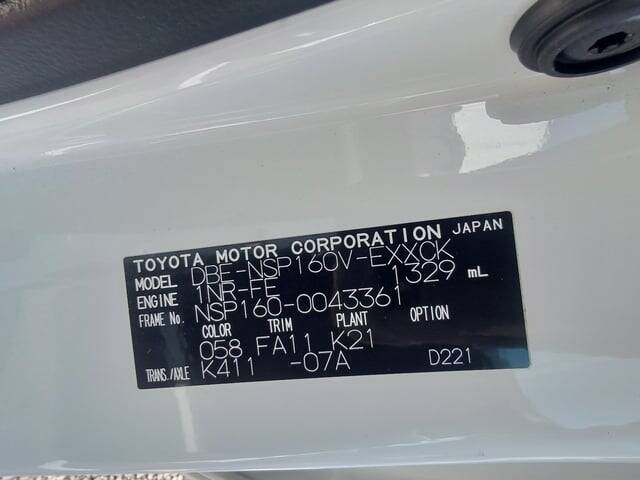 TOYOTA MOTOR CORPORATION JAPAN
MODEL DBE-NSP160V-EXXCK
ENGINE 1NR-FE 1329 mL
FRAME No. NSP160-0043361
COLOR TRIM PLANT OPTION
058 FA11 K21
TRANS./AXLE K411 -07A D221